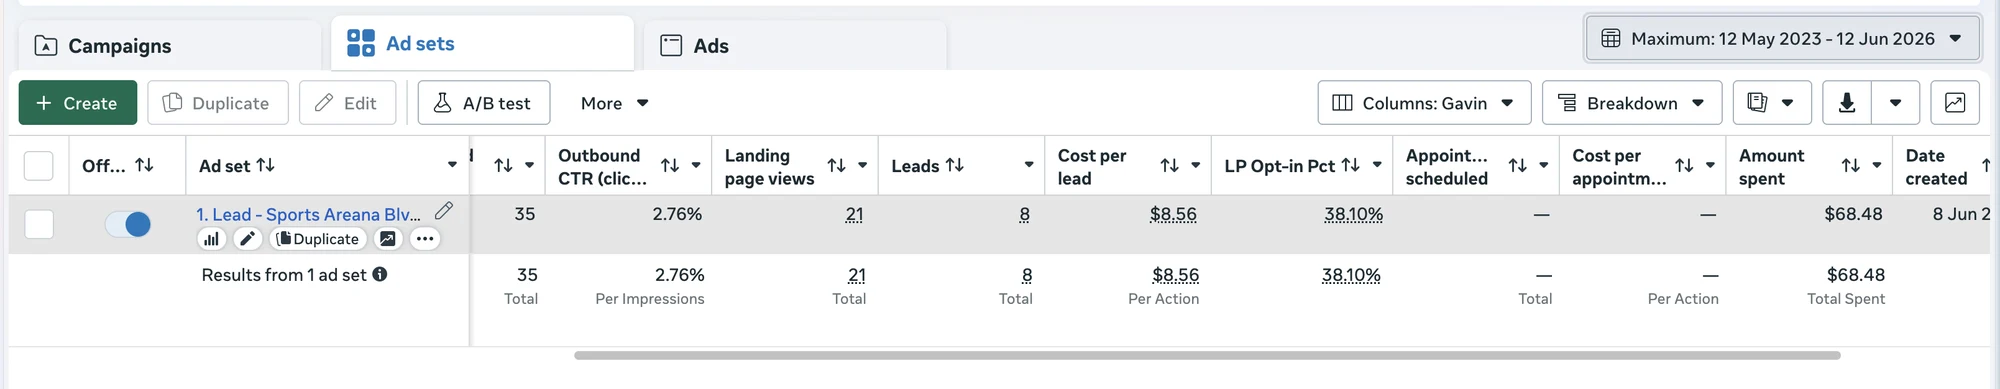 Campaigns
Ad sets
Ads
Maximum: 12 May 2023 - 12 Jun 2026
+ Create
Duplicate
Edit
A/B test
More
Columns: Gavin
Breakdown
Off...
Ad set
Outbound
CTR (clic...
Landing
page views
Leads
Cost per
lead
LP Opt-in Pct
Appoint...
scheduled
Cost per
appointm...
Amount
spent
Date
created
1. Lead - Sports Areana Blv...
35
2.76%
21
8
$8.56
38.10%
—
—
$68.48
8 Jun 2
Duplicate
Results from 1 ad set
35
2.76%
21
8
$8.56
38.10%
—
—
$68.48
Total
Per Impressions
Total
Total
Per Action
Total
Per Action
Total Spent